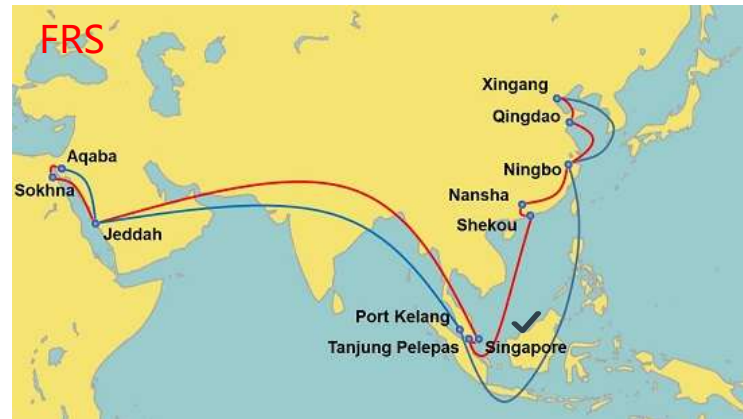 FRS
Xingang
Qingdao
Aqaba
Ningbo
Sokhna
Nansha
Shekou
Jeddah
Port Kelang
Tanjung Pelepas
Singapore